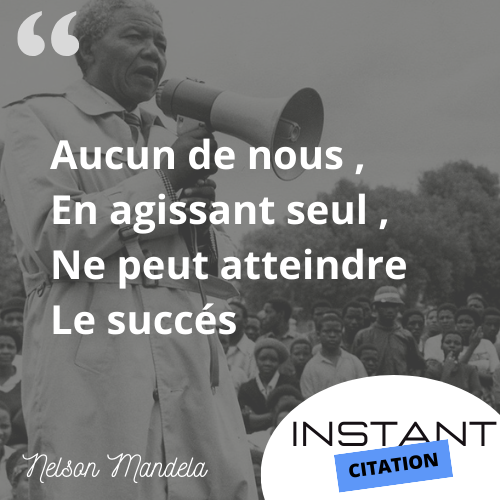 “
Aucun de nous ,
En agissant seul ,
Ne peut atteindre
Le succés
Nelson Mandela
INSTANT
CITATION